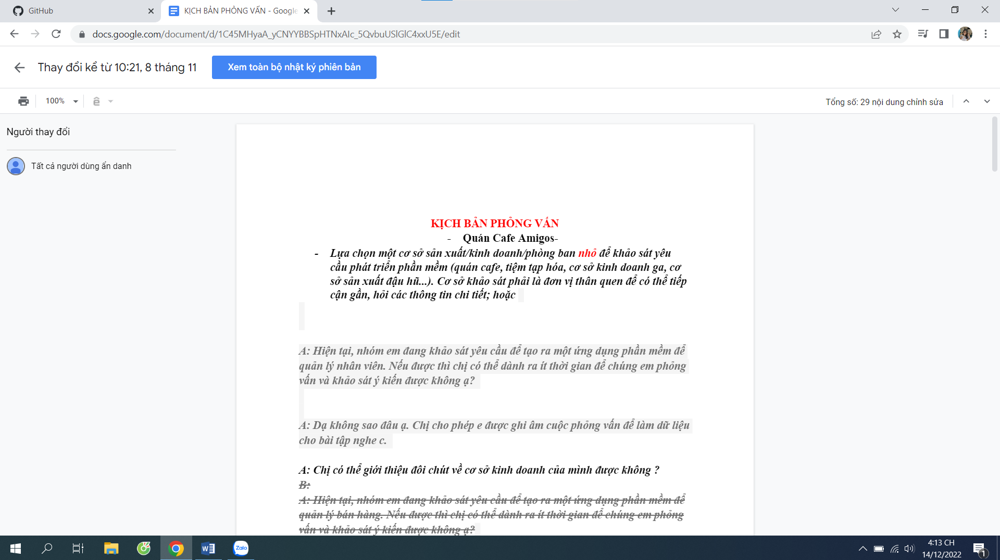 GitHub
KỊCH BẢN PHỎNG VẤN - Google
docs.google.com/document/d/1C45MHyaA_yCNYYBBSpHTNxAIc_5QvbuUSlGlC4xxU5E/edit
Thay đổi kể từ 10:21, 8 tháng 11
Xem toàn bộ nhật ký phiên bản
100%
Tổng số: 29 nội dung chỉnh sửa
Người thay đổi
Tất cả người dùng ẩn danh
KỊCH BẢN PHỎNG VẤN
- Quán Cafe Amigos-
- Lựa chọn một cơ sở sản xuất/kinh doanh/phòng ban nhỏ để khảo sát yêu
cầu phát triển phần mềm (quán cafe, tiệm tạp hóa, cơ sở kinh doanh ga, cơ
sở sản xuất đậu hũ...). Cơ sở khảo sát phải là đơn vị thân quen để có thể tiếp
cận gần, hỏi các thông tin chi tiết; hoặc
A: Hiện tại, nhóm em đang khảo sát yêu cầu để tạo ra một ứng dụng phần mềm để
quản lý nhân viên. Nếu được thì chị có thể dành ra ít thời gian để chúng em phỏng
vấn và khảo sát ý kiến được không ạ?
A: Dạ không sao đâu ạ. Chị cho phép e được ghi âm cuộc phỏng vấn để làm dữ liệu
cho bài tập nghe c.
A: Chị có thể giới thiệu đôi chút về cơ sở kinh doanh của mình được không ?
B:
A: Hiện tại, nhóm em đang khảo sát yêu cầu để tạo ra một ứng dụng phần mềm để
quản lý bán hàng. Nếu được thì chị có thể dành ra ít thời gian để chúng em phỏng
vấn và khảo sát ý kiến được không ạ?
Zalo
4:13 CH
14/12/2022
1